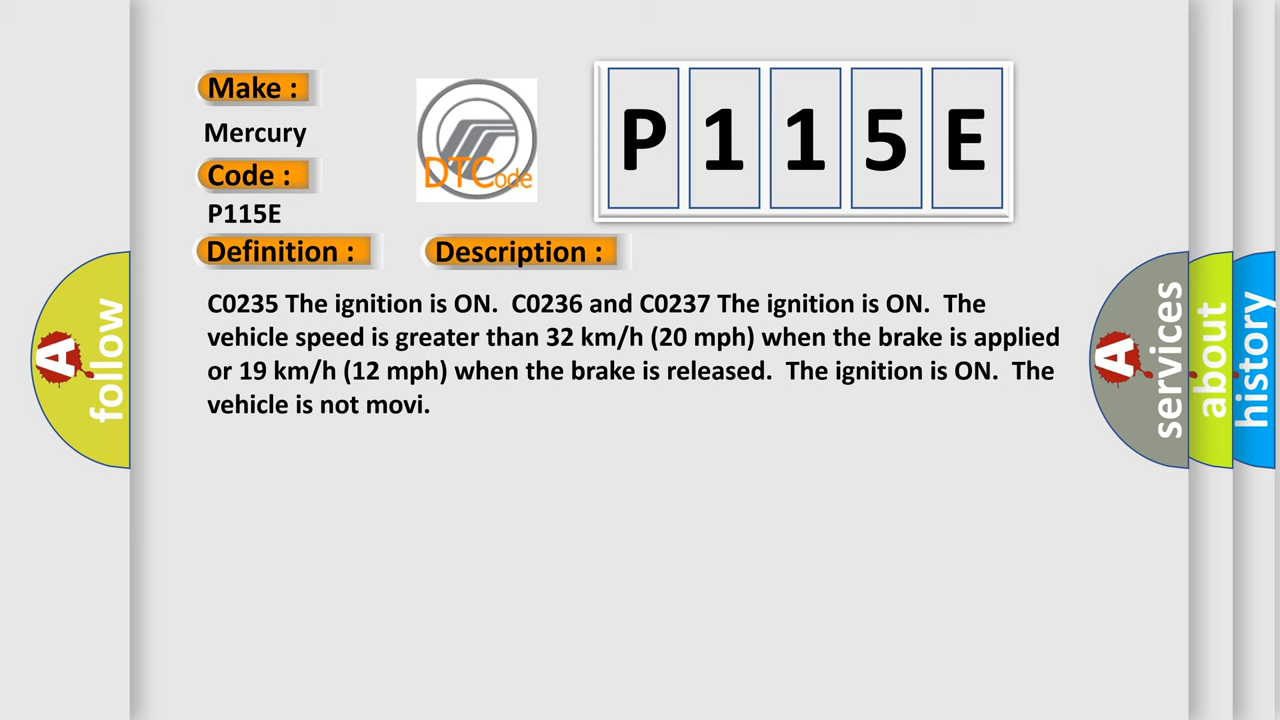 Make :
Mercury
Code :
P115E
DTCode
P115E
Definition :
Description :
C0235 The ignition is ON.  C0236 and C0237 The ignition is ON.  The
vehicle speed is greater than 32 km/h (20 mph) when the brake is applied
or 19 km/h (12 mph) when the brake is released.  The ignition is ON.  The
vehicle is not movi.
A follow
A services
about
history